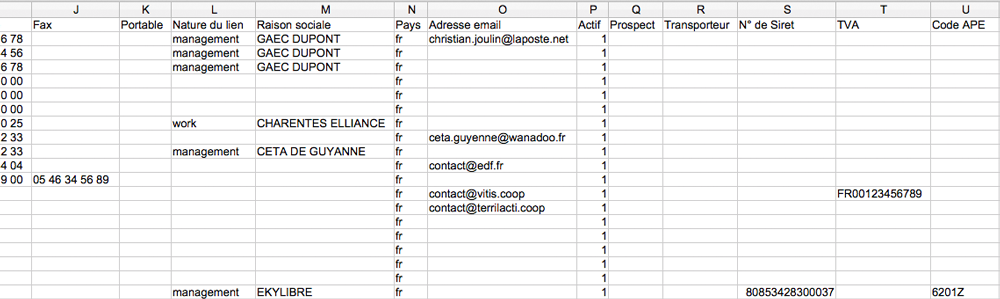 J K L M N O P Q R S T U
Fax Portable Nature du lien Raison sociale Pays Adresse email Actif Prospect Transporteur N° de Siret TVA Code APE
6 78 management GAEC DUPONT fr christian.joulin@laposte.net 1
4 56 management GAEC DUPONT fr 1
6 78 management GAEC DUPONT fr 1
0 00 fr 1
0 00 fr 1
0 00 fr 1
0 25 work CHARENTES ELLIANCE fr 1
2 33 fr ceta.guyenne@wanadoo.fr 1
2 33 management CETA DE GUYANNE fr 1
4 04 fr contact@edf.fr 1
9 00 05 46 34 56 89 fr 1
fr contact@vitis.coop 1 FR00123456789
fr contact@terrilacti.coop 1
fr 1
fr 1
fr 1
fr 1
fr 1
management EKYLIBRE fr 1 80853428300037 6201Z